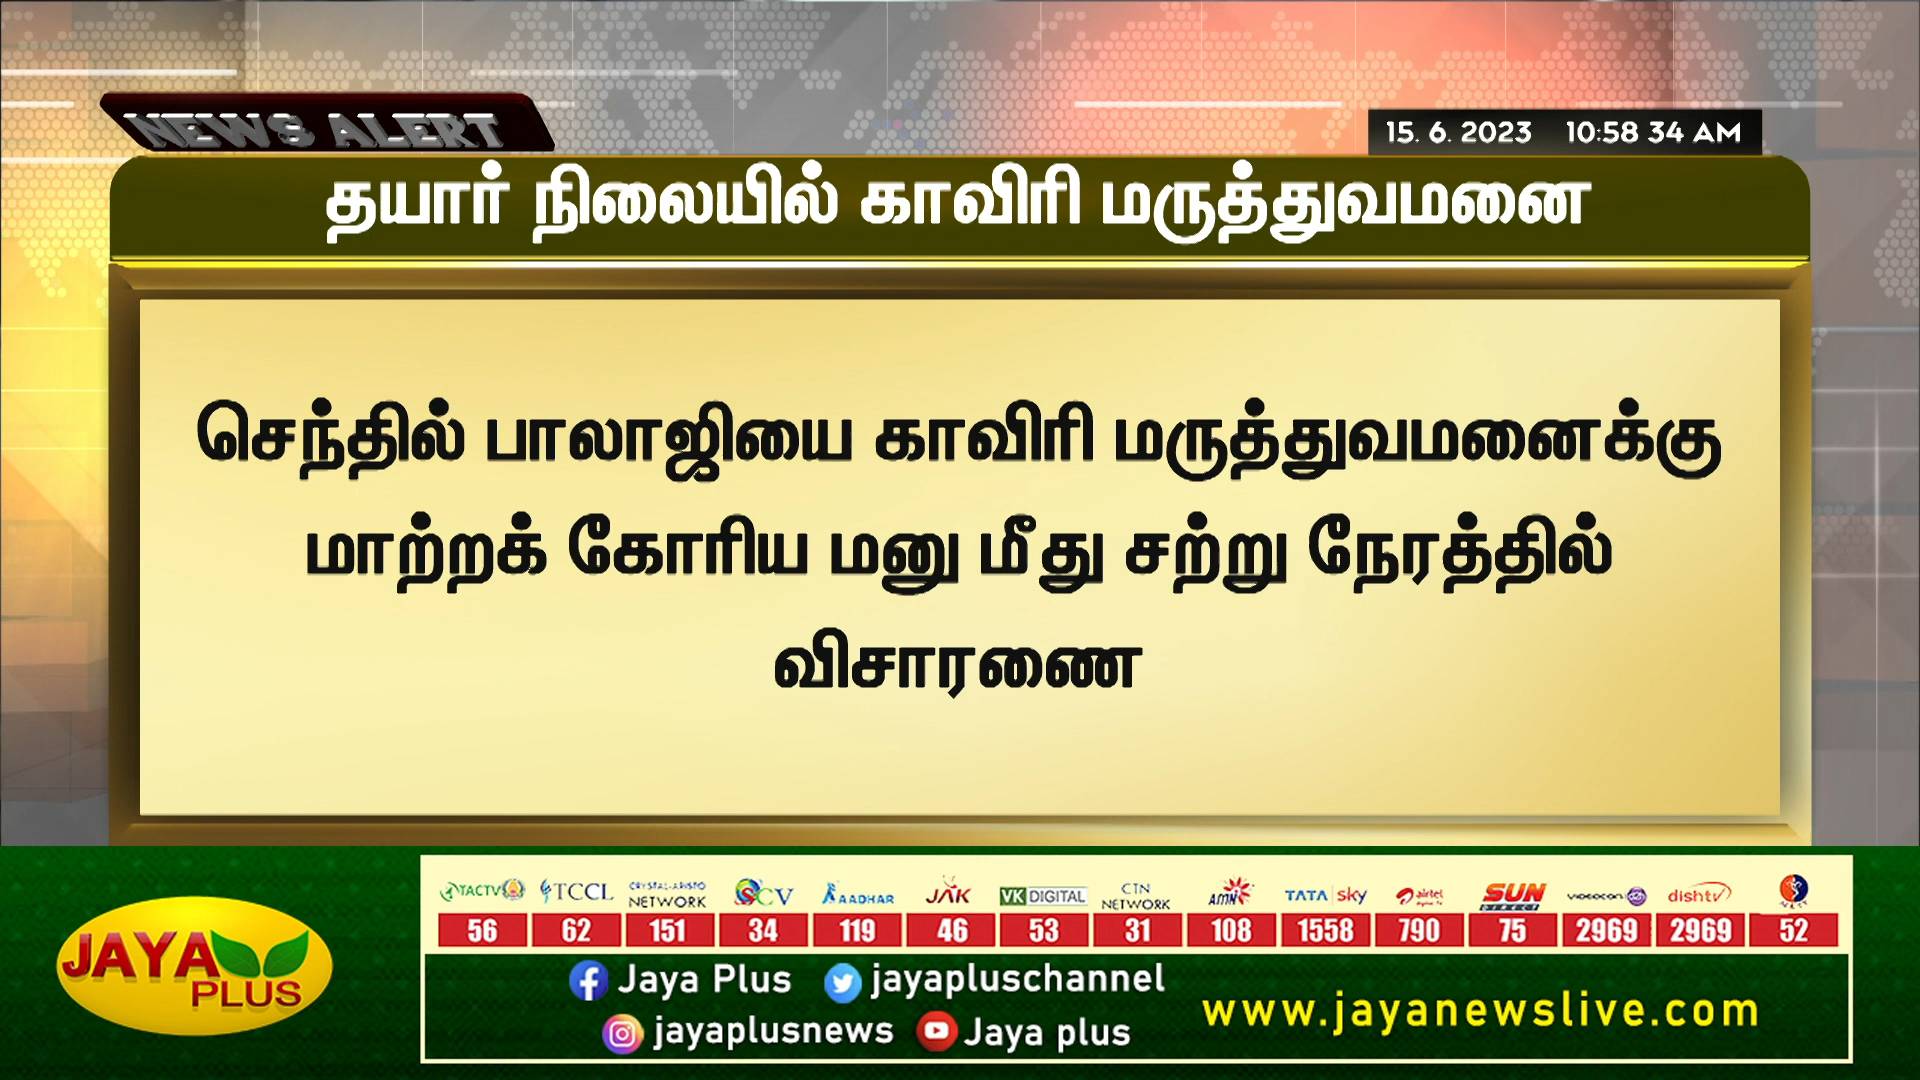 NEWS ALERT
15. 6. 2023 10:58 34 AM
தயார் நிலையில் காவிரி மருத்துவமனை
செந்தில் பாலாஜியை காவிரி மருத்துவமனைக்கு
மாற்றக் கோரிய மனு மீது சற்று நேரத்தில்
விசாரணை
TACTV TCCL CRYSTAL-ARISTO NETWORK SCV AADHAR JAK VK DIGITAL CTN NETWORK AMN TATA sky airtel SUN DIRECT VIDEOCON dishtv
56 62 151 34 119 46 53 31 108 1558 790 75 2969 2969 52
JAYA PLUS
Jaya Plus jayapluschannel
jayaplusnews Jaya plus
www.jayanewslive.com